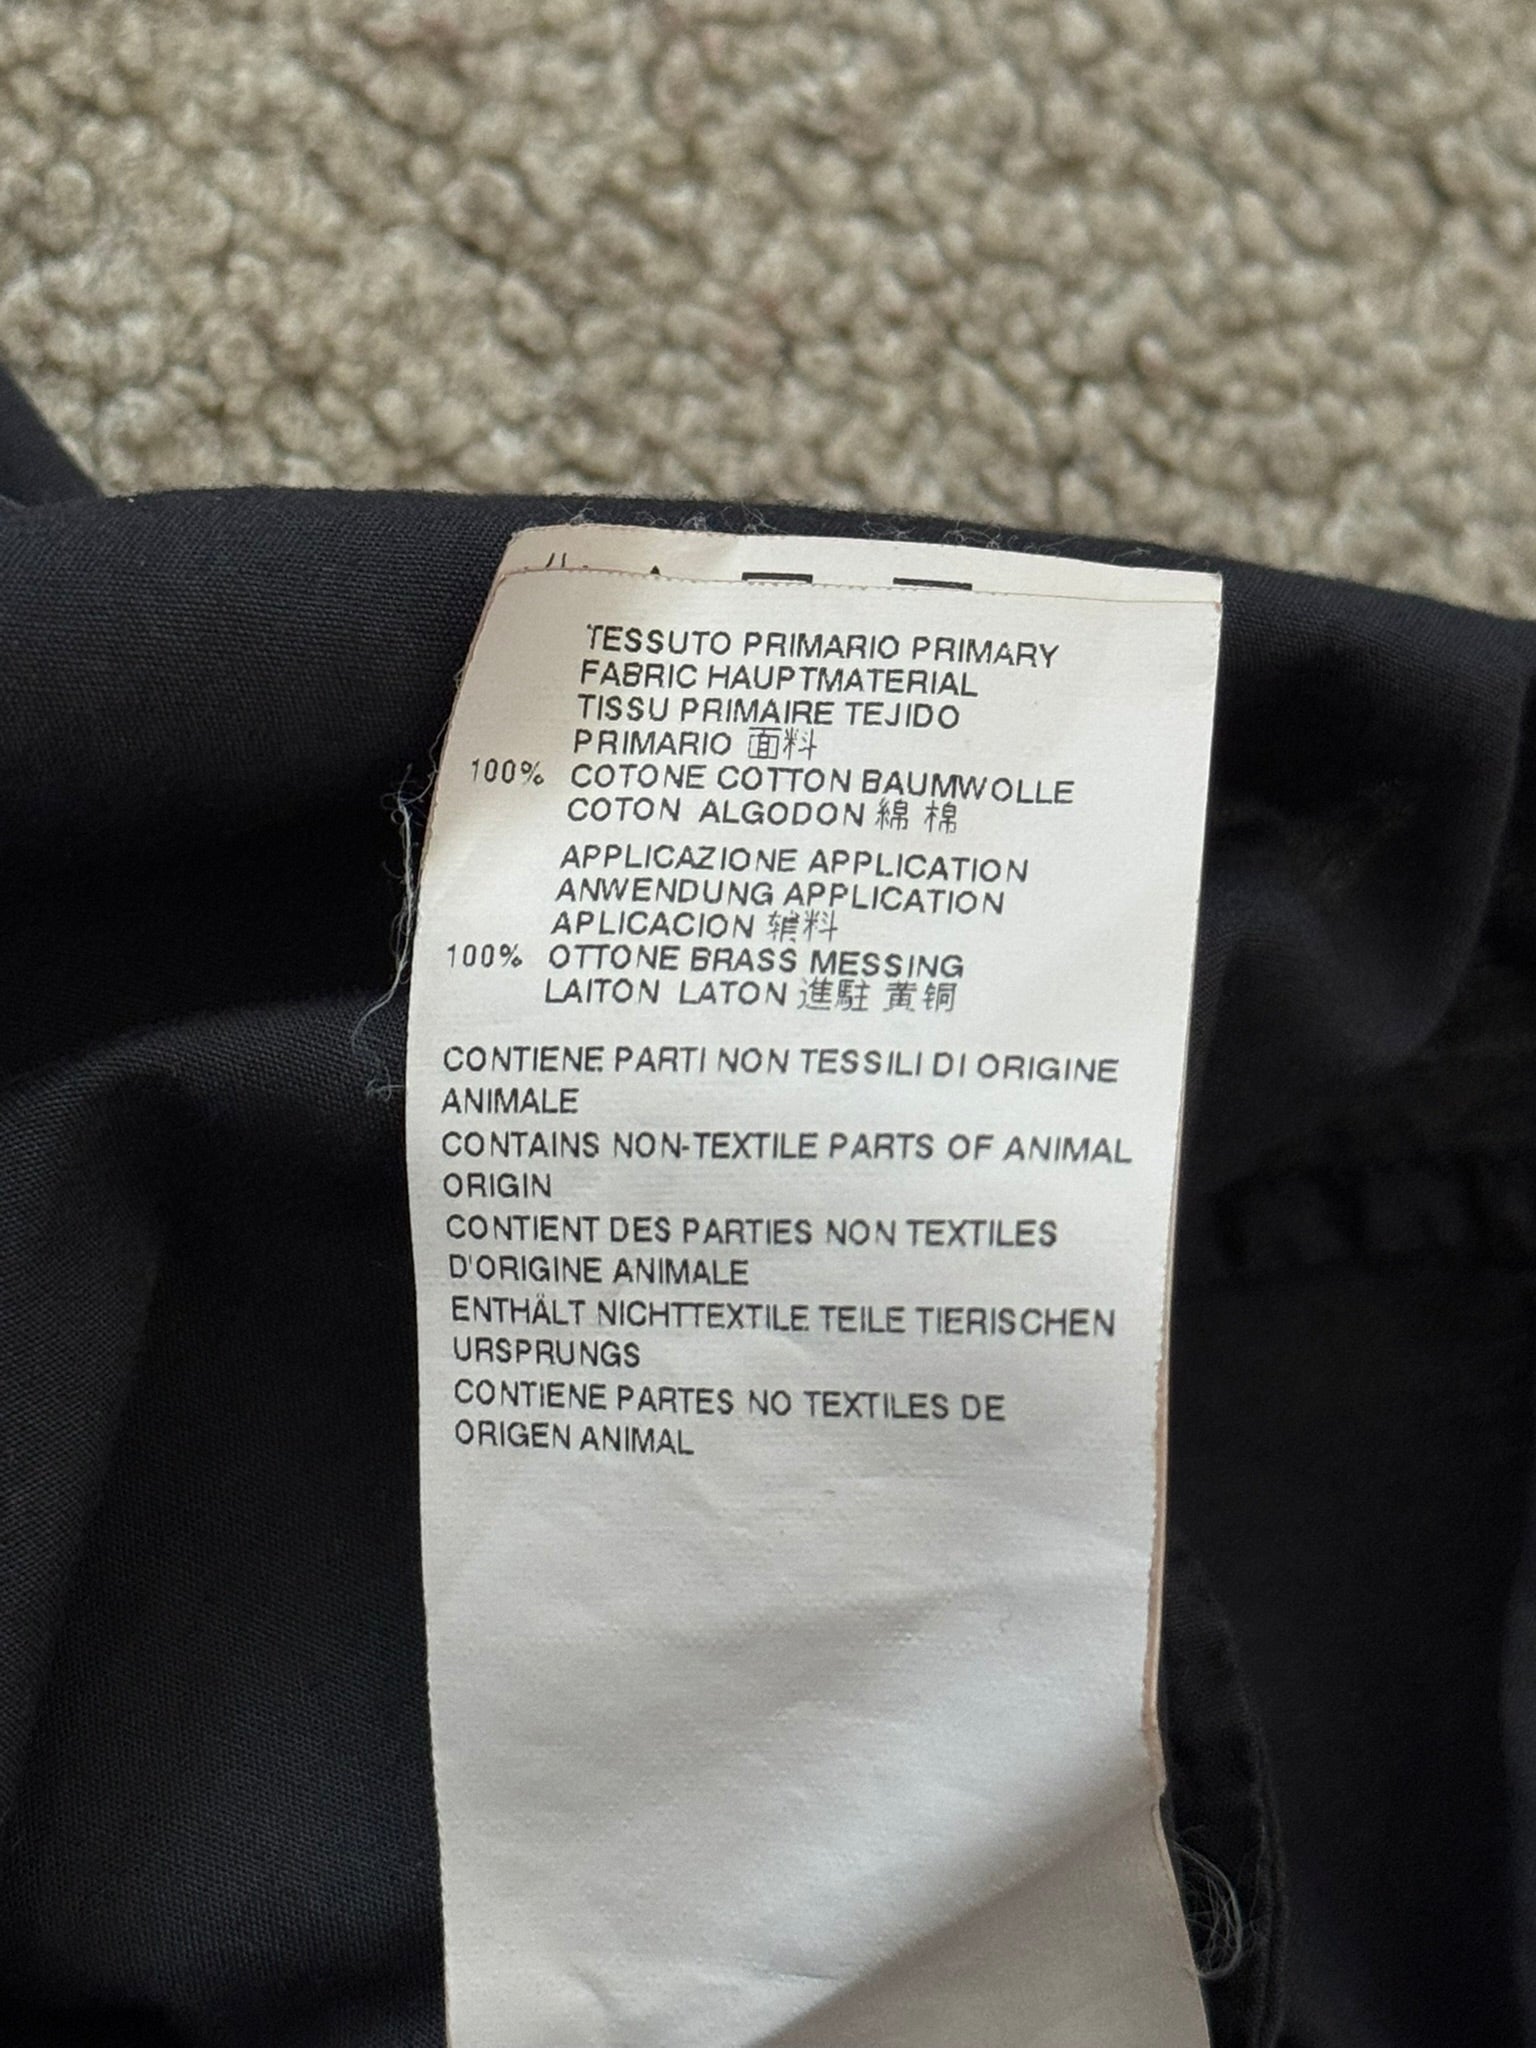 TESSUTO PRIMARIO PRIMARY
FABRIC HAUPTMATERIAL
TISSU PRIMAIRE TEJIDO
PRIMARIO 面料
100% COTONE COTTON BAUMWOLLE
COTON ALGODON 綿 棉
APPLICAZIONE APPLICATION
ANWENDUNG APPLICATION
APLICACION 辅料
100% OTTONE BRASS MESSING
LAITON LATON 進駐 黄铜
CONTIENE PARTI NON TESSILI DI ORIGINE
ANIMALE
CONTAINS NON-TEXTILE PARTS OF ANIMAL
ORIGIN
CONTIENT DES PARTIES NON TEXTILES
D'ORIGINE ANIMALE
ENTHÄLT NICHTTEXTILE TEILE TIERISCHEN
URSPRUNGS
CONTIENE PARTES NO TEXTILES DE
ORIGEN ANIMAL